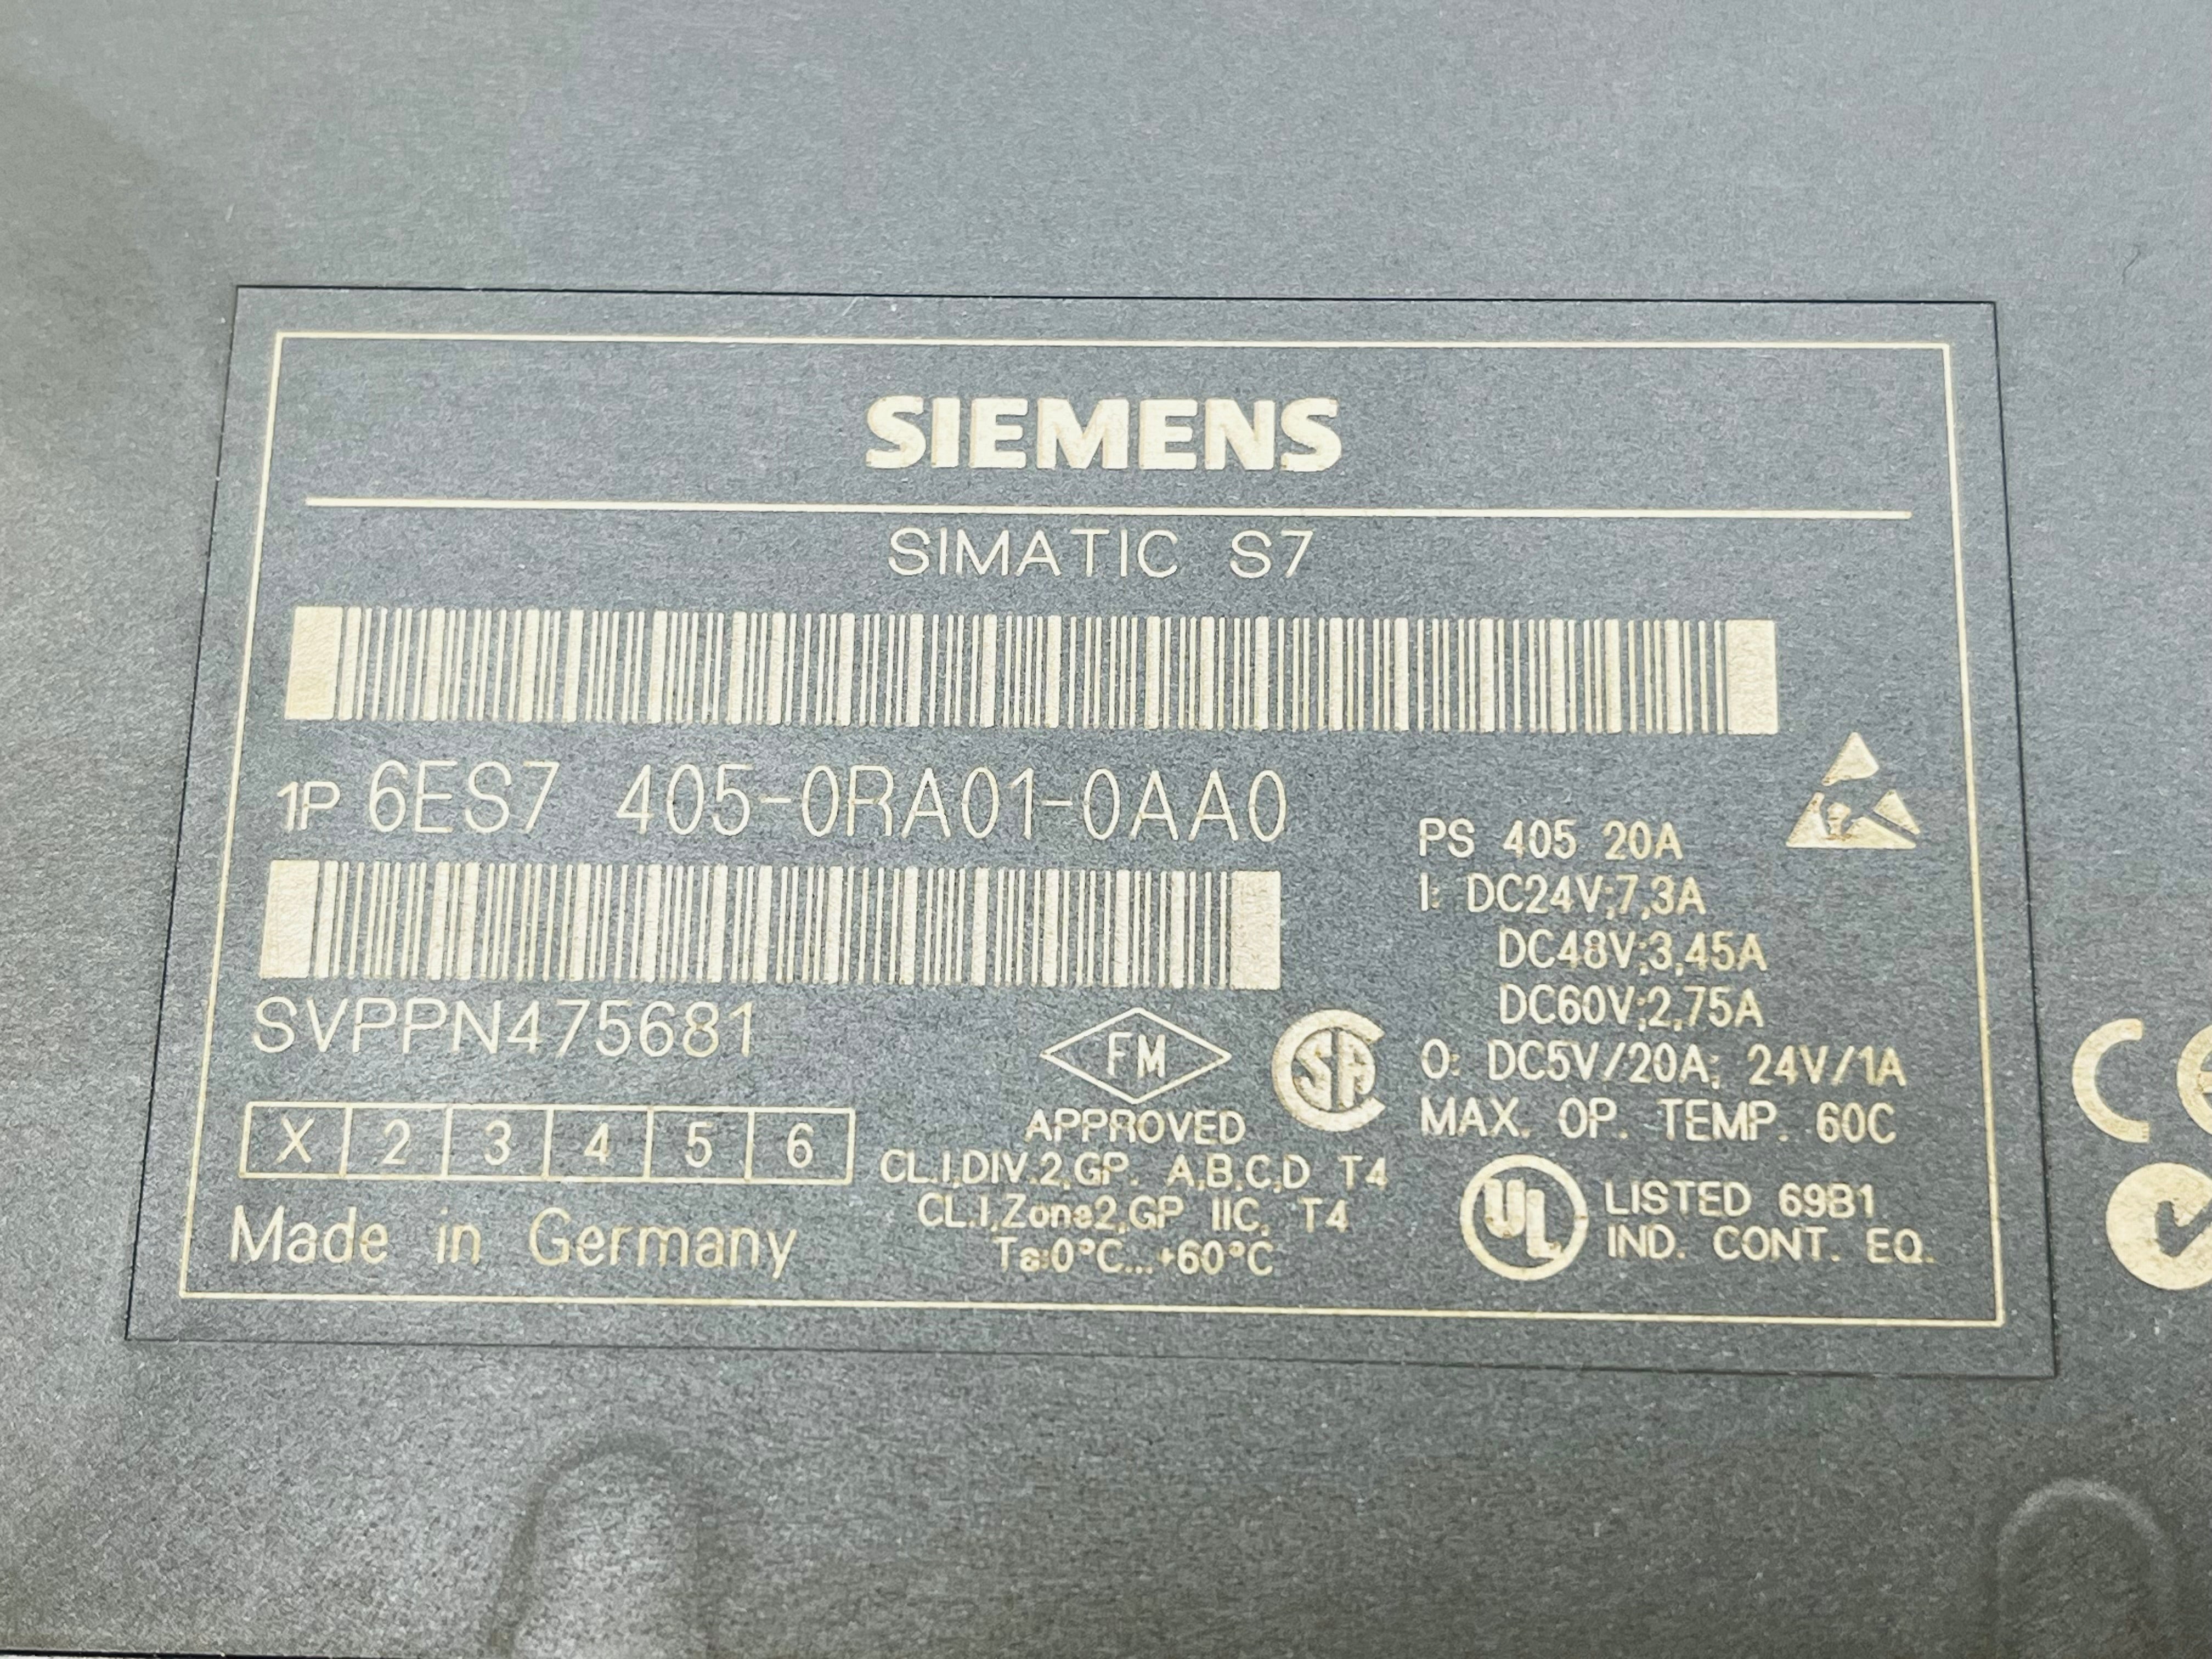 SIEMENS
SIMATIC S7
1P 6ES7 405-0RA01-0AA0
SVPPN475681
PS 405 20A
I: DC24V;7,3A
DC48V;3,45A
DC60V;2,75A
O: DC5V/20A; 24V/1A
MAX. OP. TEMP. 60C
FM
APPROVED
SA
CL.I,DIV.2,GP. A,B,C,D T4
CL.I,Zone2,GP IIC, T4
Ta:0°C...+60°C
X 2 3 4 5 6
Made in Germany
UL LISTED 69B1
IND. CONT. EQ.
CE